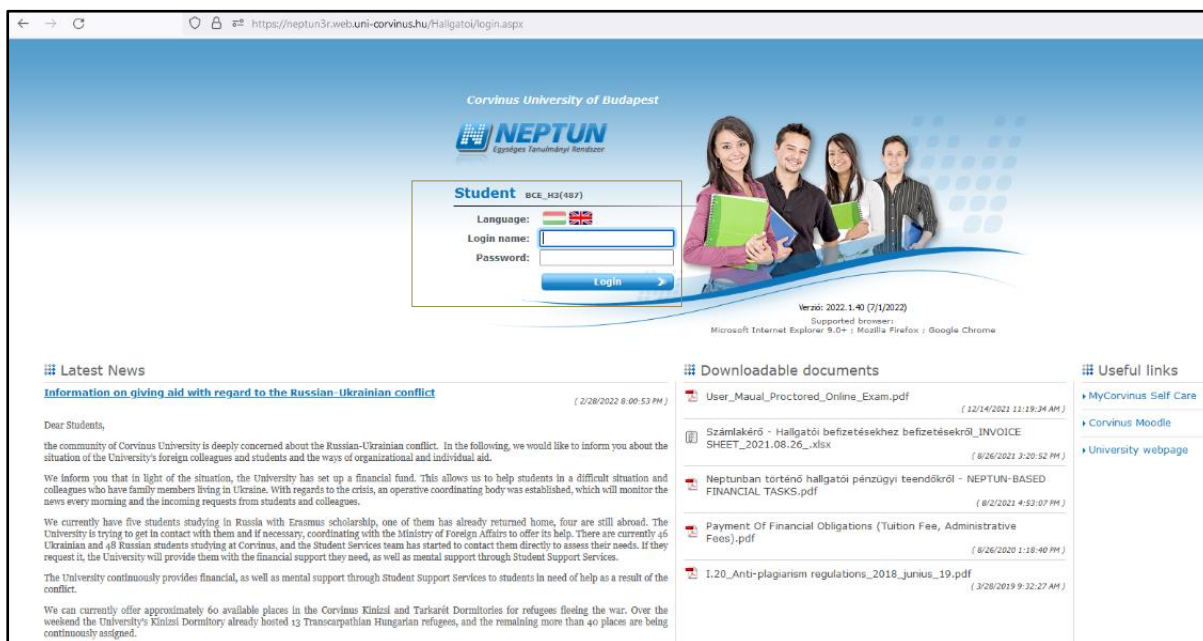 https://neptun3r.web.uni-corvinus.hu/Hallgatoi/login.aspx
Corvinus University of Budapest
NEPTUN
Egységes Tanulmányi Rendszer
Student BCE_H3(487)
Language:
Login name:
Password:
Login
Verzió: 2022.1.40 (7/1/2022)
Supported browser:
Microsoft Internet Explorer 9.0+ ; Mozilla Firefox ; Google Chrome
Latest News
Information on giving aid with regard to the Russian-Ukrainian conflict
( 2/28/2022 8:00:53 PM )
Dear Students,
the community of Corvinus University is deeply concerned about the Russian-Ukrainian conflict. In the following, we would like to inform you about the
situation of the University's foreign colleagues and students and the ways of organizational and individual aid.
We inform you that in light of the situation, the University has set up a financial fund. This allows us to help students in a difficult situation and
colleagues who have family members living in Ukraine. With regards to the crisis, an operative coordinating body was established, which will monitor the
news every morning and the incoming requests from students and colleagues.
We currently have five students studying in Russia with Erasmus scholarship, one of them has already returned home, four are still abroad. The
University is trying to get in contact with them and if necessary, coordinating with the Ministry of Foreign Affairs to offer its help. There are currently 46
Ukrainian and 48 Russian students studying at Corvinus, and the Student Services team has started to contact them directly to assess their needs. If they
request it, the University will provide them with the financial support they need, as well as mental support through Student Support Services.
The University continuously provides financial, as well as mental support through Student Support Services to students in need of help as a result of the
conflict.
We can currently offer approximately 60 available places in the Corvinus Kinizsi and Tarkarét Dormitories for refugees fleeing the war. Over the
weekend the University's Kinizsi Dormitory already hosted 13 Transcarpathian Hungarian refugees, and the remaining more than 40 places are being
continuously assigned.
Downloadable documents
User_Maual_Proctored_Online_Exam.pdf
( 12/14/2021 11:19:34 AM )
Számlakérő - Hallgatói befizetésekhez befizetésekről_INVOICE
SHEET_2021.08.26_.xlsx
( 8/26/2021 3:20:52 PM )
Neptunban történő hallgatói pénzügyi teendőkről - NEPTUN-BASED
FINANCIAL TASKS.pdf
( 8/2/2021 4:53:07 PM )
Payment Of Financial Obligations (Tuition Fee, Administrative
Fees).pdf
( 8/26/2020 1:18:40 PM )
I.20_Anti-plagiarism regulations_2018_junius_19.pdf
( 3/28/2019 9:32:27 AM )
Useful links
MyCorvinus Self Care
Corvinus Moodle
University webpage